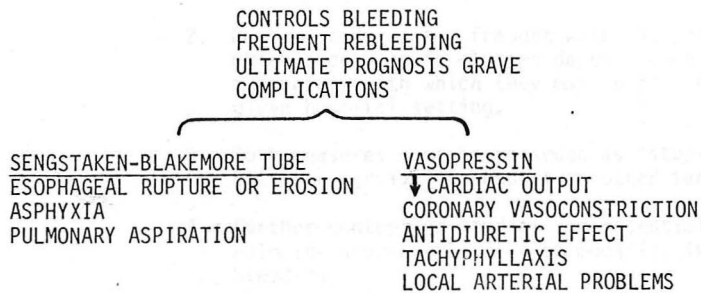 CONTROLS BLEEDING
FREQUENT REBLEEDING
ULTIMATE PROGNOSIS GRAVE
COMPLICATIONS
SENGSTAKEN-BLAKEMORE TUBE
ESOPHAGEAL RUPTURE OR EROSION
ASPHYXIA
PULMONARY ASPIRATION
VASOPRESSIN
↓ CARDIAC OUTPUT
CORONARY VASOCONSTRICTION
ANTIDIURETIC EFFECT
TACHYPHYLLAXIS
LOCAL ARTERIAL PROBLEMS